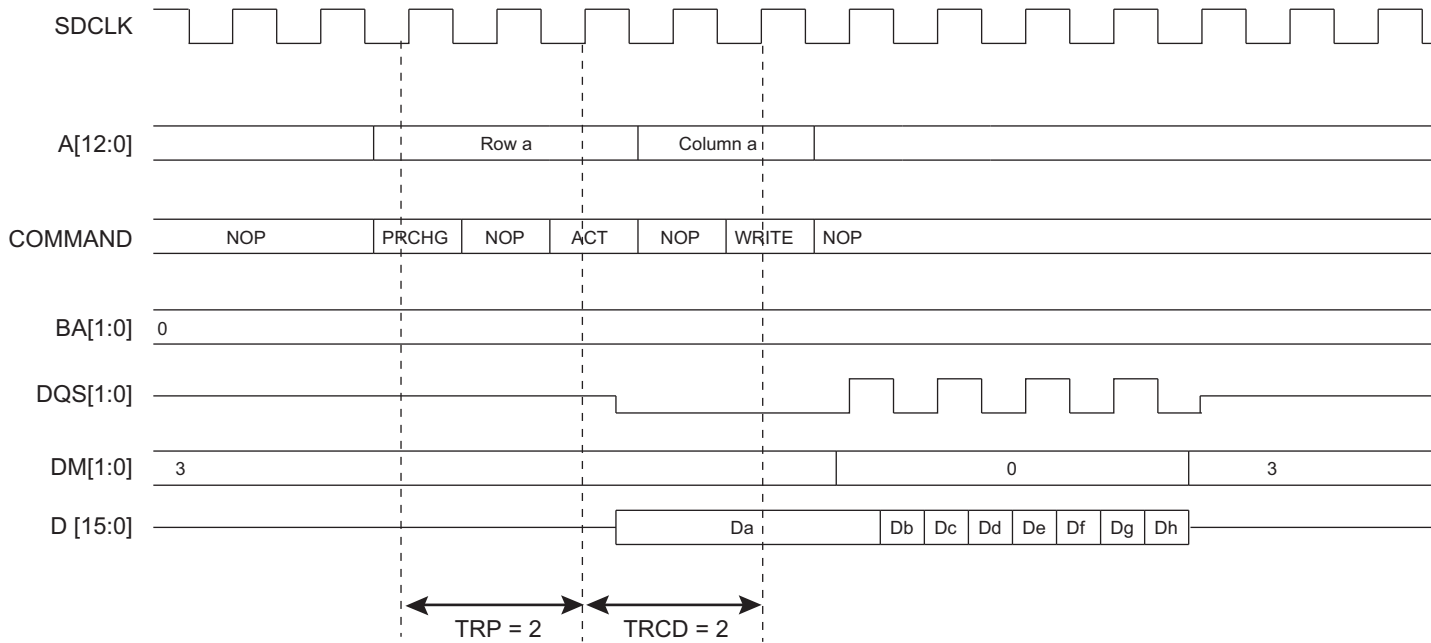 SDCLK
A[12:0] Row a Column a
COMMAND NOP PRCHG NOP ACT NOP WRITE NOP
BA[1:0] 0
DQS[1:0]
DM[1:0] 3 0 3
D [15:0] Da Db Dc Dd De Df Dg Dh
TRP = 2 TRCD = 2